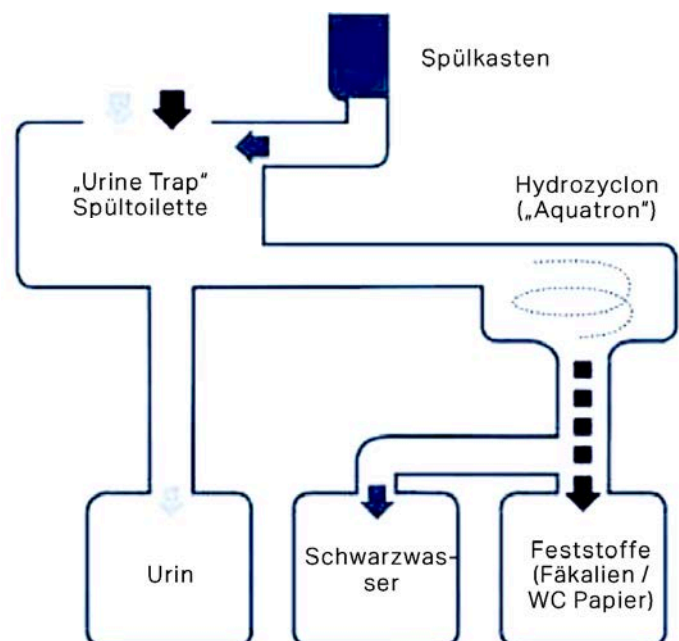 Spülkasten
„Urine Trap“
Spültoilette
Hydrozyclon
(„Aquatron“)
Urin
Schwarzwas-
ser
Feststoffe
(Fäkalien /
WC Papier)